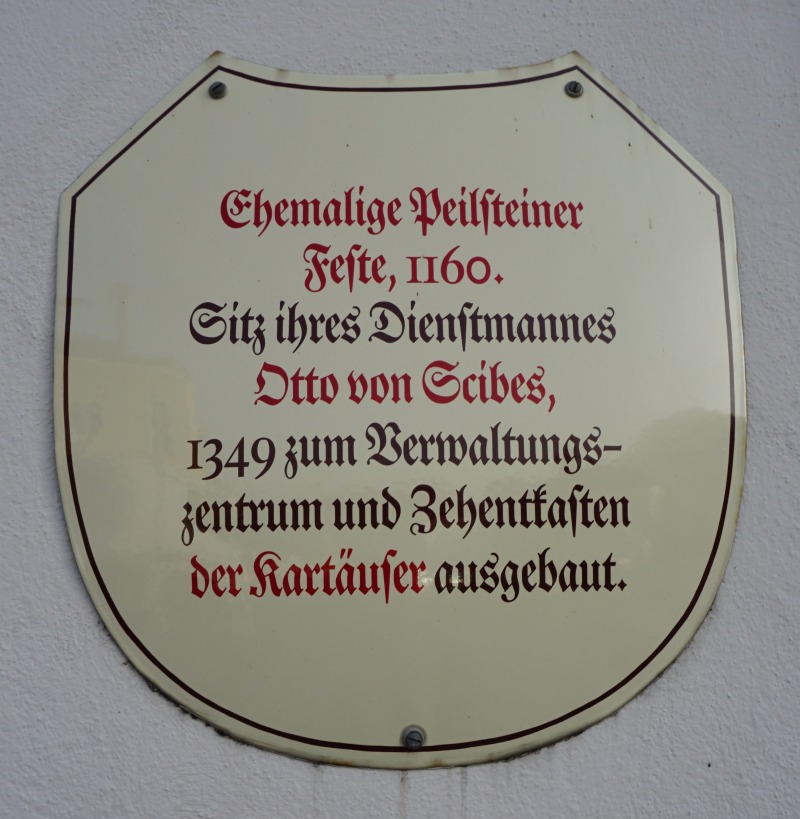 Ehemalige Peilſteiner
Feſte, 1160.
Sitz ihres Dienſtmannes
Otto von Scibes,
1349 zum Verwaltungs-
zentrum und Zehentkaſten
der Kartäuſer ausgebaut.